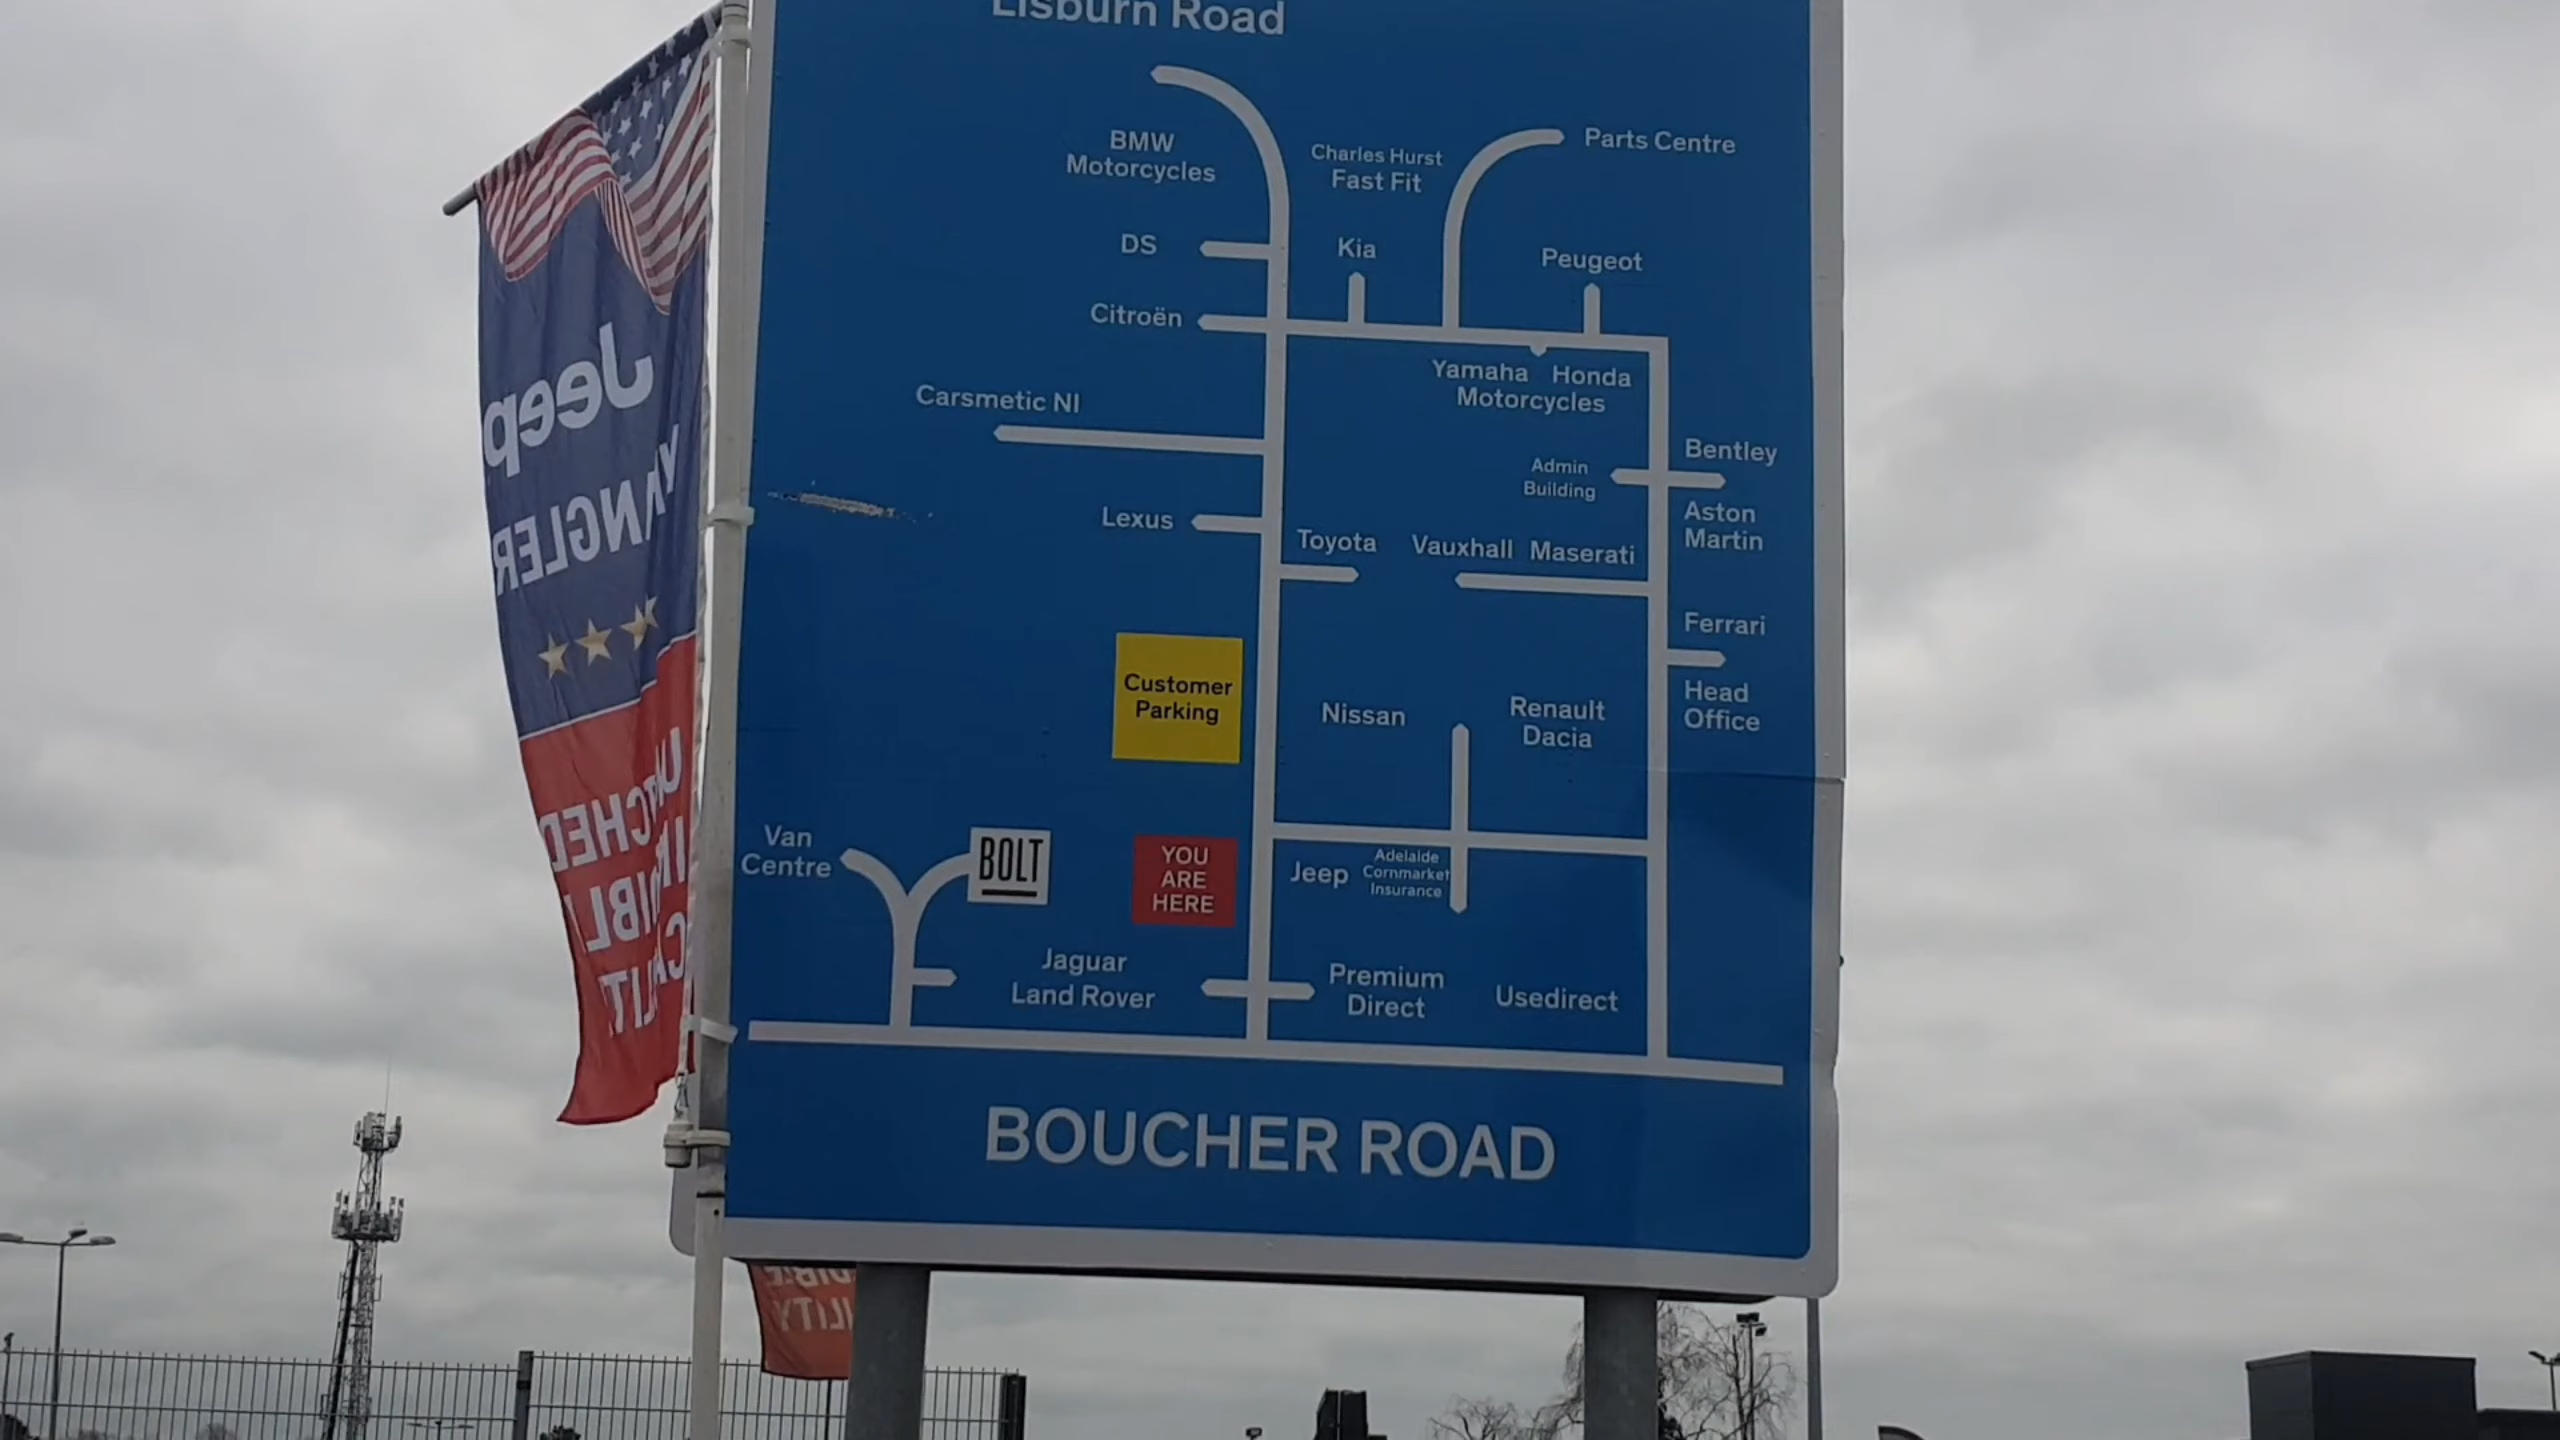 Lisburn Road
BMW
Motorcycles
Charles Hurst
Fast Fit
Parts Centre
DS
Kia
Peugeot
Citroën
Yamaha Honda
Motorcycles
Carsmetic NI
Bentley
Admin
Building
Aston
Martin
Lexus
Toyota
Vauxhall Maserati
Ferrari
Customer
Parking
Nissan
Renault
Dacia
Head
Office
Van
Centre
BOLT
YOU
ARE
HERE
Jeep
Adelaide
Cornmarket
Insurance
Jaguar
Land Rover
Premium
Direct
Usedirect
BOUCHER ROAD
Jeep